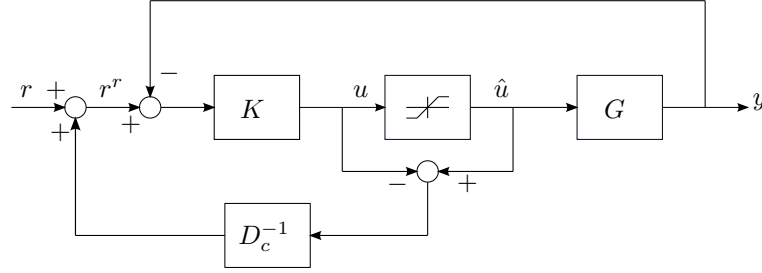 −
r + r^r u û y
+ +
K G
− +
D_c^{-1}